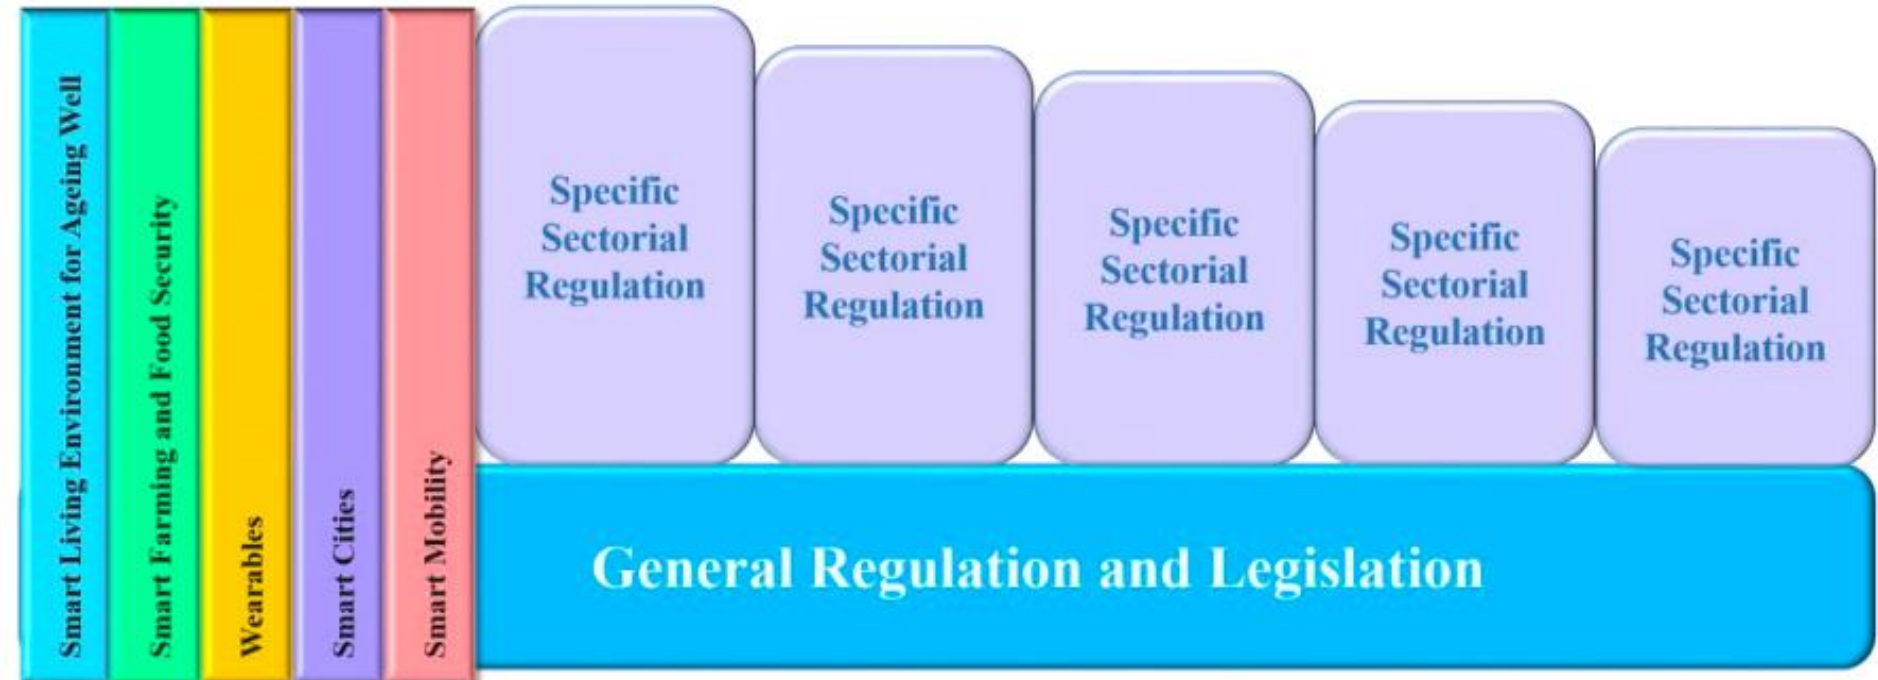 Smart Living Environment for Ageing Well
Smart Farming and Food Security
Wearables
Smart Cities
Smart Mobility
Specific
Sectorial
Regulation
Specific
Sectorial
Regulation
Specific
Sectorial
Regulation
Specific
Sectorial
Regulation
Specific
Sectorial
Regulation
General Regulation and Legislation